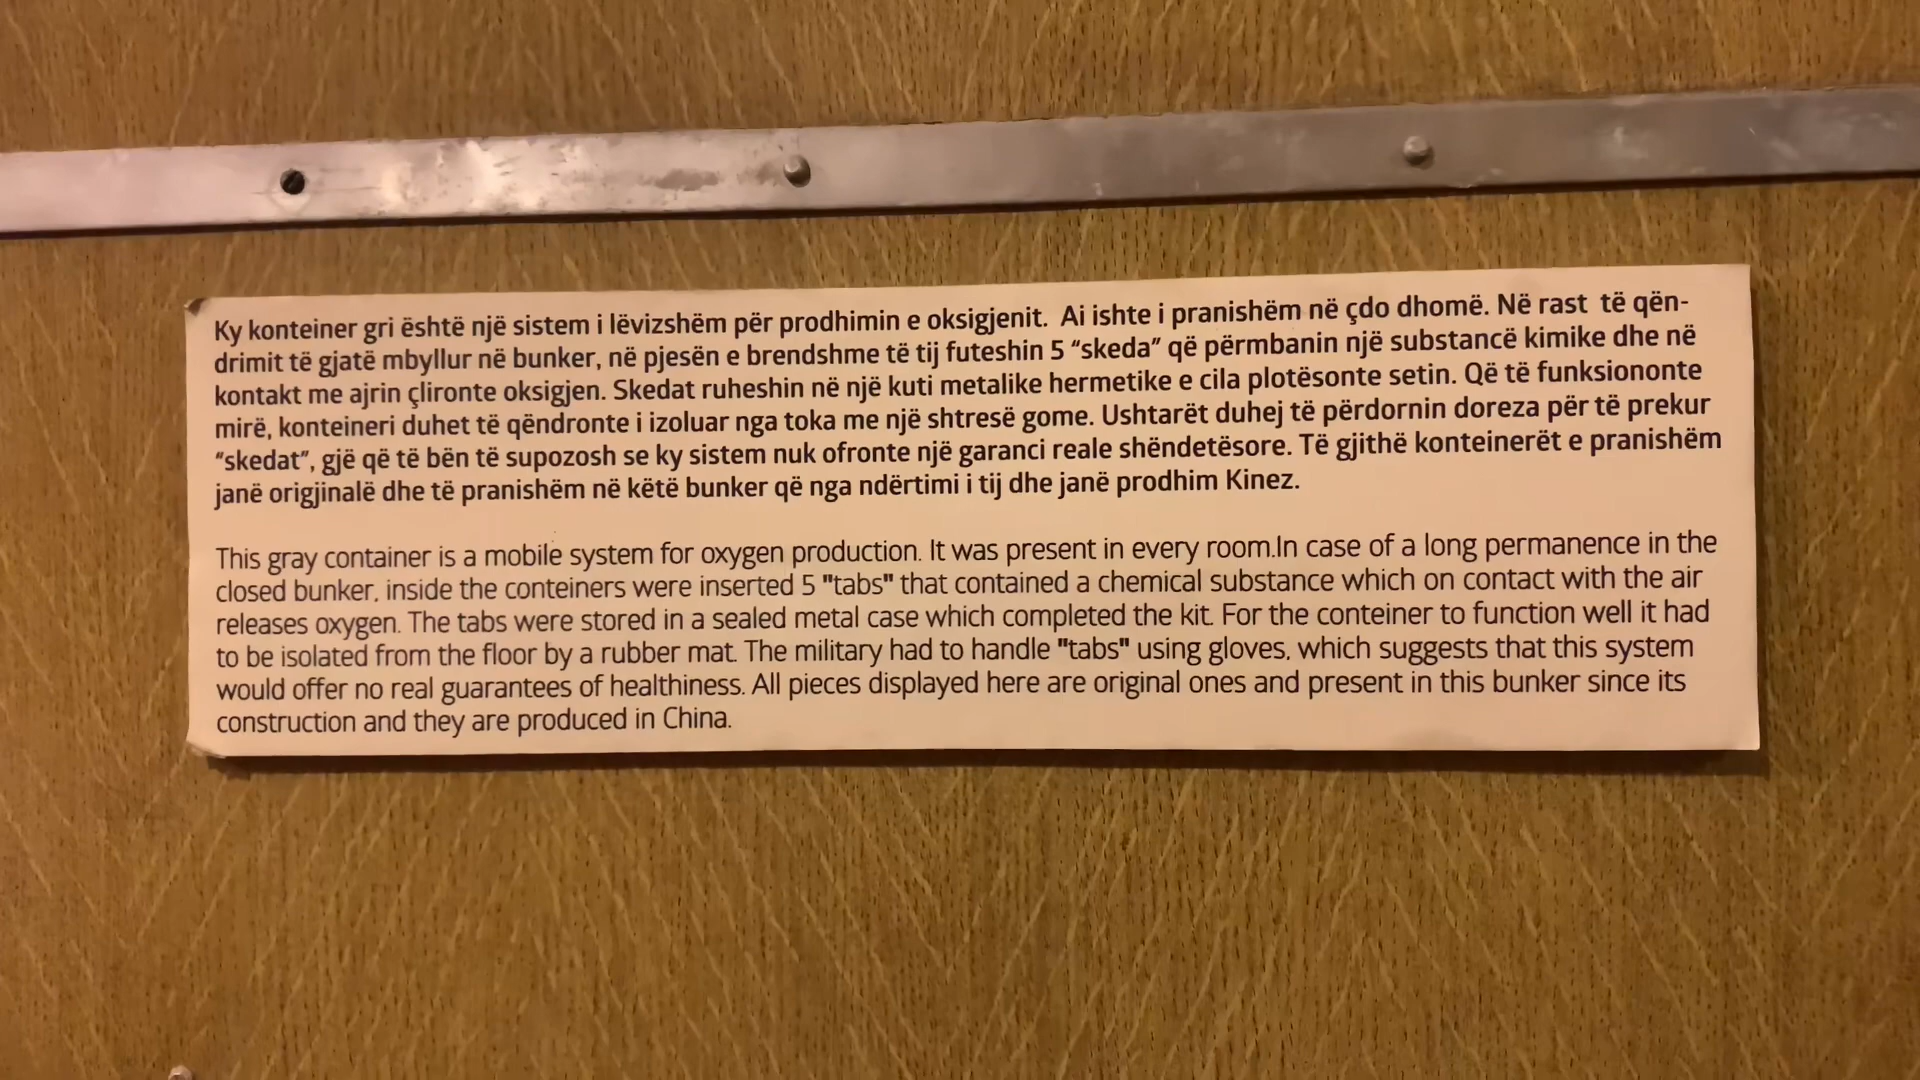 Ky konteiner gri është një sistem i lëvizshëm për prodhimin e oksigjenit. Ai ishte i pranishëm në çdo dhomë. Në rast të qën-
drimit të gjatë mbyllur në bunker, në pjesën e brendshme të tij futeshin 5 “skeda” që përmbanin një substancë kimike dhe në
kontakt me ajrin çlironte oksigjen. Skedat ruheshin në një kuti metalike hermetike e cila plotësonte setin. Që të funksiononte
mirë, konteineri duhet të qëndronte i izoluar nga toka me një shtresë gome. Ushtarët duhej të përdornin doreza për të prekur
“skedat”, gjë që të bën të supozosh se ky sistem nuk ofronte një garanci reale shëndetësore. Të gjithë konteinerët e pranishëm
janë origjinalë dhe të pranishëm në këtë bunker që nga ndërtimi i tij dhe janë prodhim Kinez.
This gray container is a mobile system for oxygen production. It was present in every room.In case of a long permanence in the
closed bunker, inside the conteiners were inserted 5 "tabs" that contained a chemical substance which on contact with the air
releases oxygen. The tabs were stored in a sealed metal case which completed the kit. For the conteiner to function well it had
to be isolated from the floor by a rubber mat. The military had to handle "tabs" using gloves, which suggests that this system
would offer no real guarantees of healthiness. All pieces displayed here are original ones and present in this bunker since its
construction and they are produced in China.